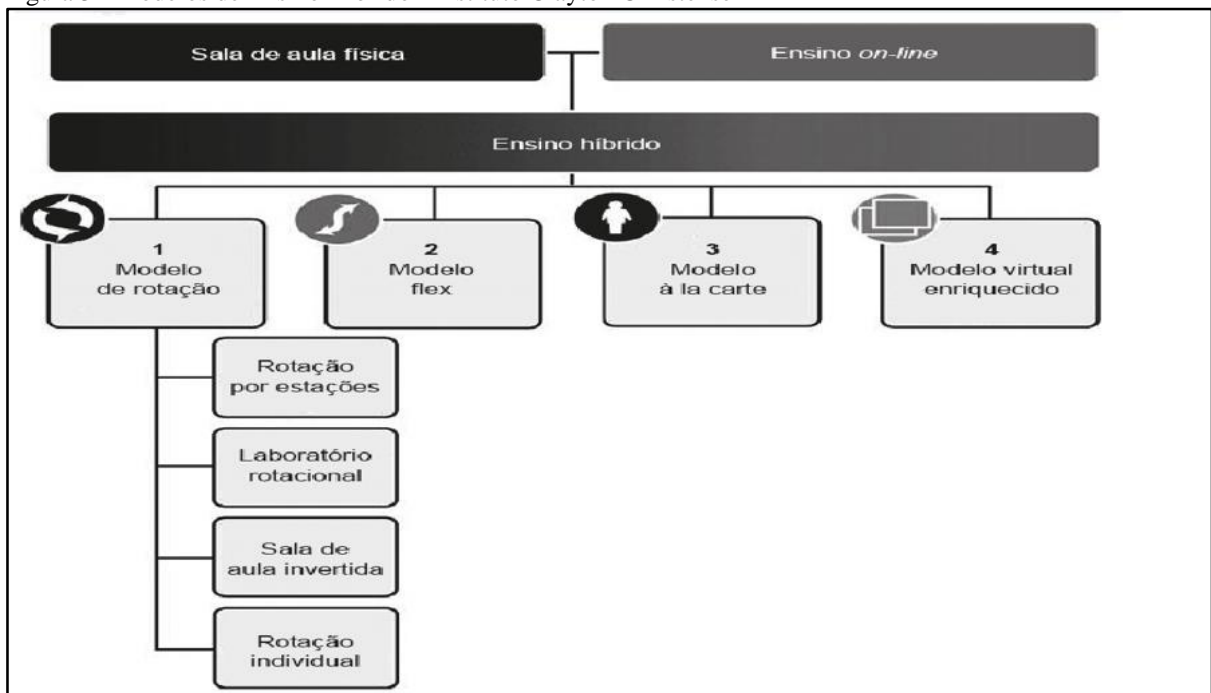 Sala de aula física
Ensino on-line
Ensino híbrido
1
Modelo
de rotação
2
Modelo
flex
3
Modelo
à la carte
4
Modelo virtual
enriquecido
Rotação
por estações
Laboratório
rotacional
Sala de
aula invertida
Rotação
individual